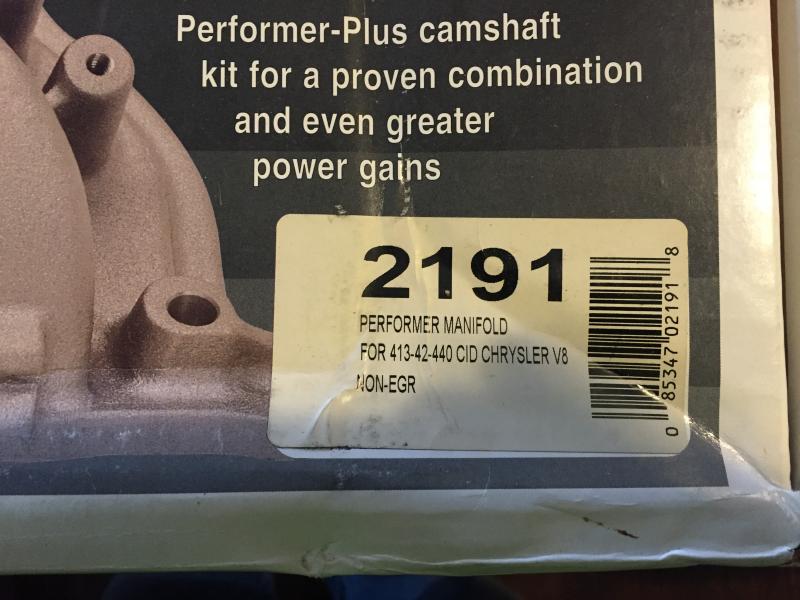 Performer-Plus camshaft
kit for a proven combination
and even greater
power gains
2191
PERFORMER MANIFOLD
FOR 413-42-440 CID CHRYSLER V8
NON-EGR
0 85347 02191 8